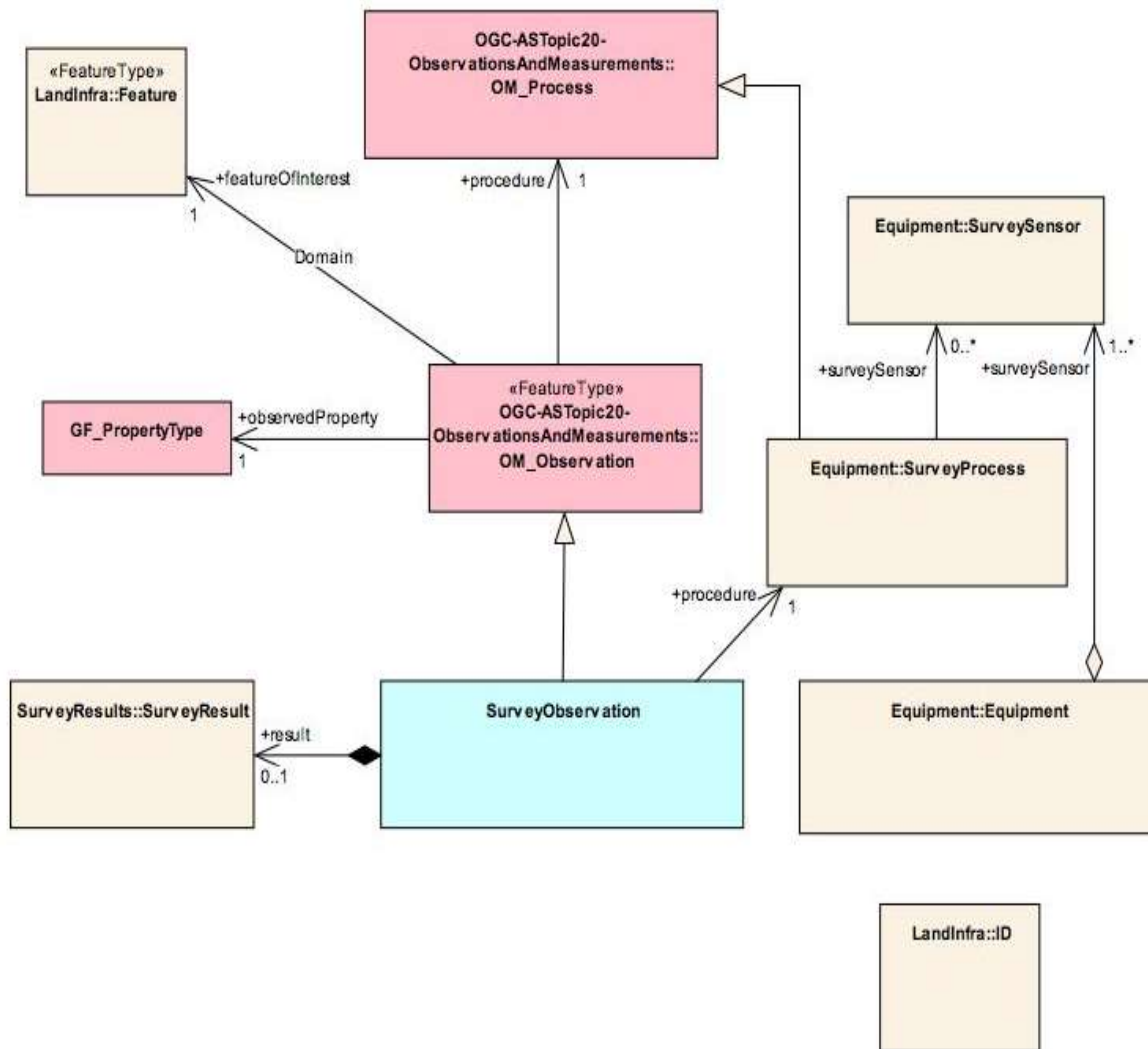 OGC-ASTopic20-
ObservationsAndMeasurements::
OM_Process
«FeatureType»
LandInfra::Feature
+featureOfInterest
1
+procedure
1
Domain
Equipment::SurveySensor
0..*
+surveySensor
1..*
+surveySensor
«FeatureType»
OGC-ASTopic20-
ObservationsAndMeasurements::
OM_Observation
GF_PropertyType
+observedProperty
1
Equipment::SurveyProcess
+procedure
1
SurveyResults::SurveyResult
+result
0..1
SurveyObservation
Equipment::Equipment
LandInfra::ID